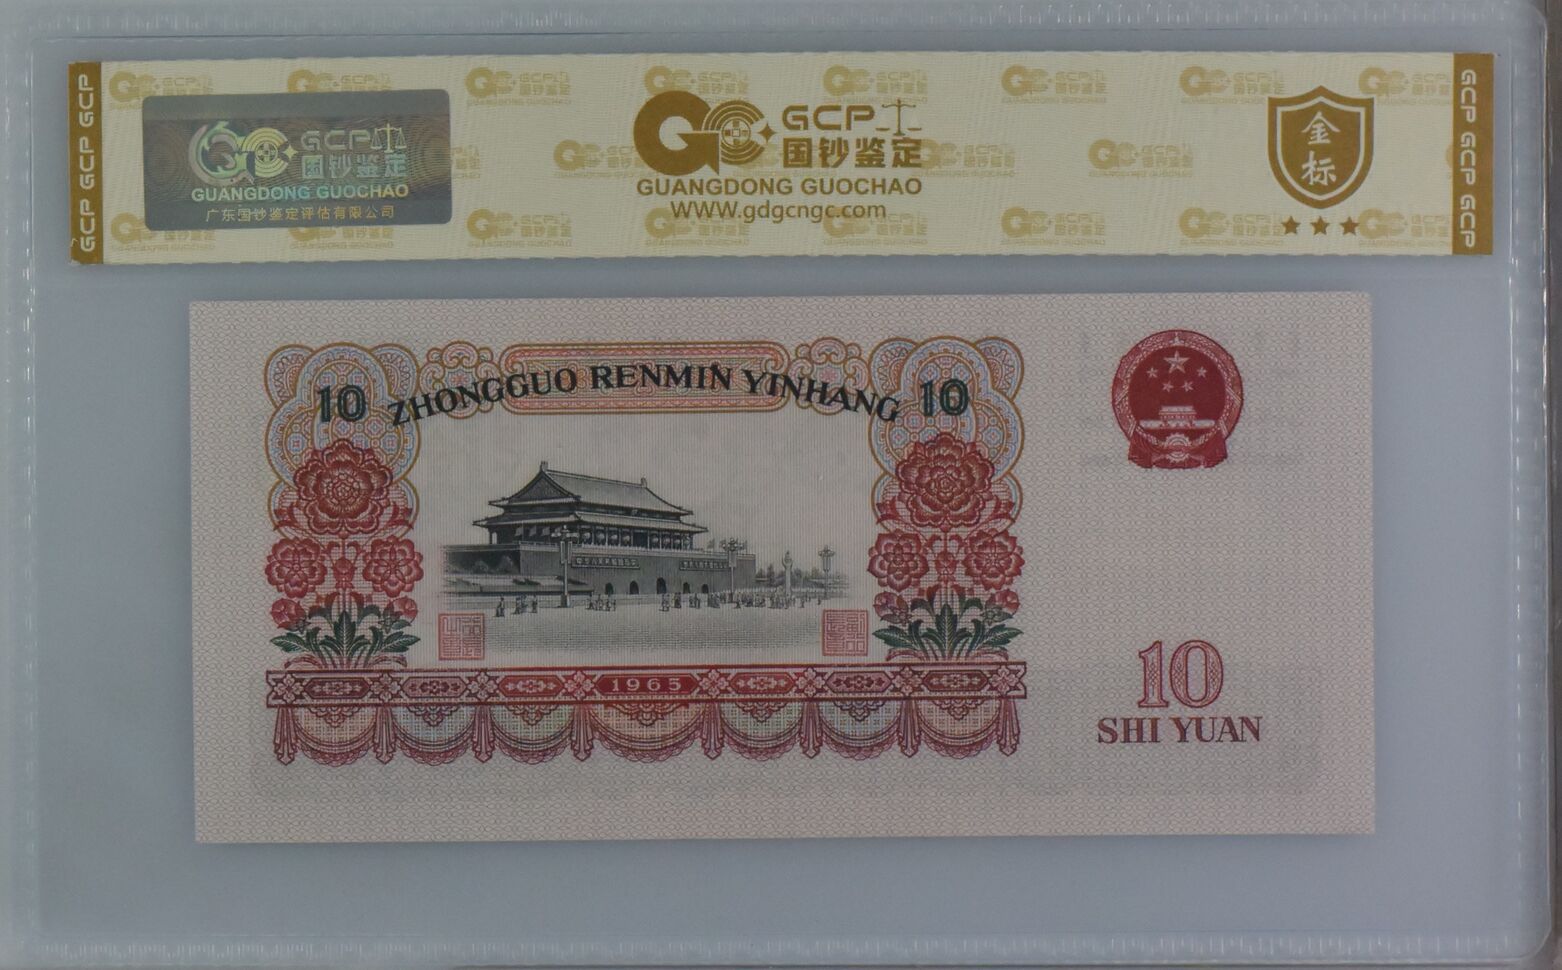 GCP GCP GCP
GCP
国钞鉴定
GUANGDONG GUOCHAO
广东国钞鉴定评估有限公司
GCP
国钞鉴定
GUANGDONG GUOCHAO
WWW.gdgcngc.com
金标
GCP GCP GCP
10 ZHONGGUO RENMIN YINHANG 10
1965
10
SHI YUAN